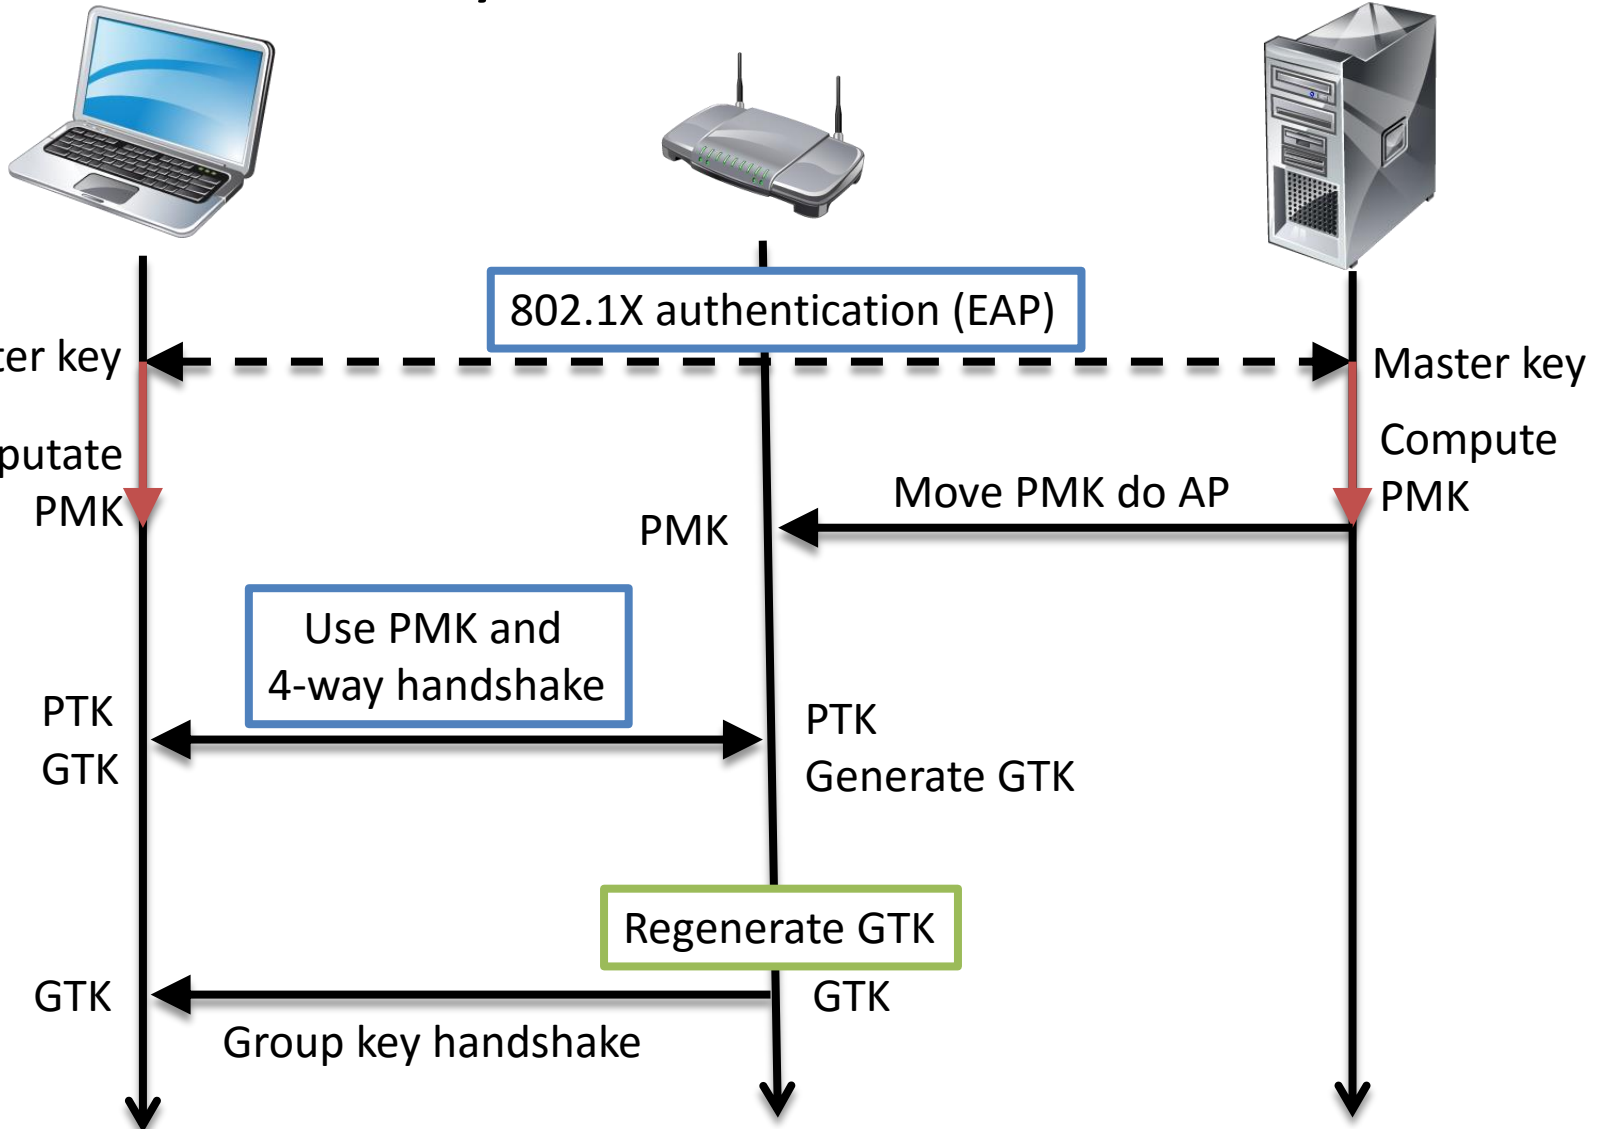 802.1X authentication (EAP)
ter key
Master key
putate
PMK
Compute
PMK
Move PMK do AP
PMK
Use PMK and
4-way handshake
PTK
GTK
PTK
Generate GTK
Regenerate GTK
GTK
GTK
Group key handshake